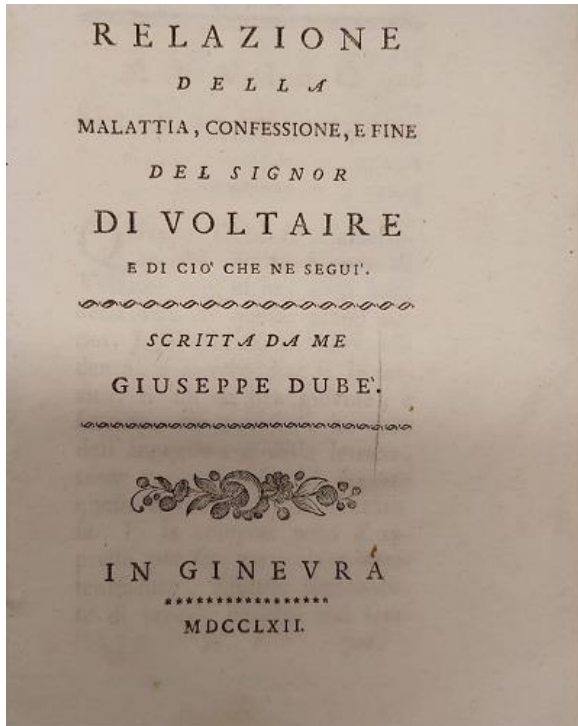 RELAZIONE
DELLA
MALATTIA, CONFESSIONE, E FINE
DEL SIGNOR
DI VOLTAIRE
E DI CIO' CHE NE SEGUI'.
SCRITTA DA ME
GIUSEPPE DUBE'.
IN GINEVRA
MDCCLXII.